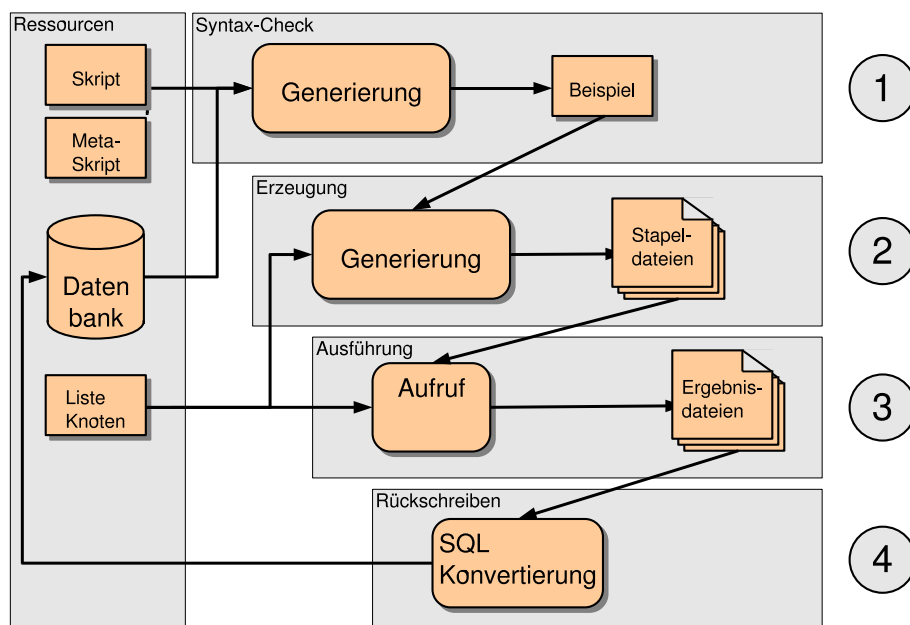 Ressourcen
Skript
Meta-
Skript
Daten
bank
Liste
Knoten
Syntax-Check
Generierung
Beispiel
1
Erzeugung
Generierung
Stapel-
dateien
2
Ausführung
Aufruf
Ergebnis-
dateien
3
Rückschreiben
SQL
Konvertierung
4